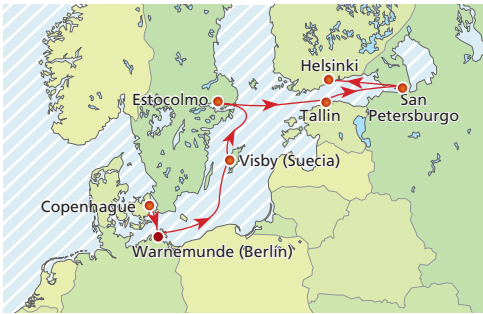 Helsinki
Estocolmo
Tallin
San
Petersburgo
Visby (Suecia)
Copenhague
Warnemunde (Berlín)